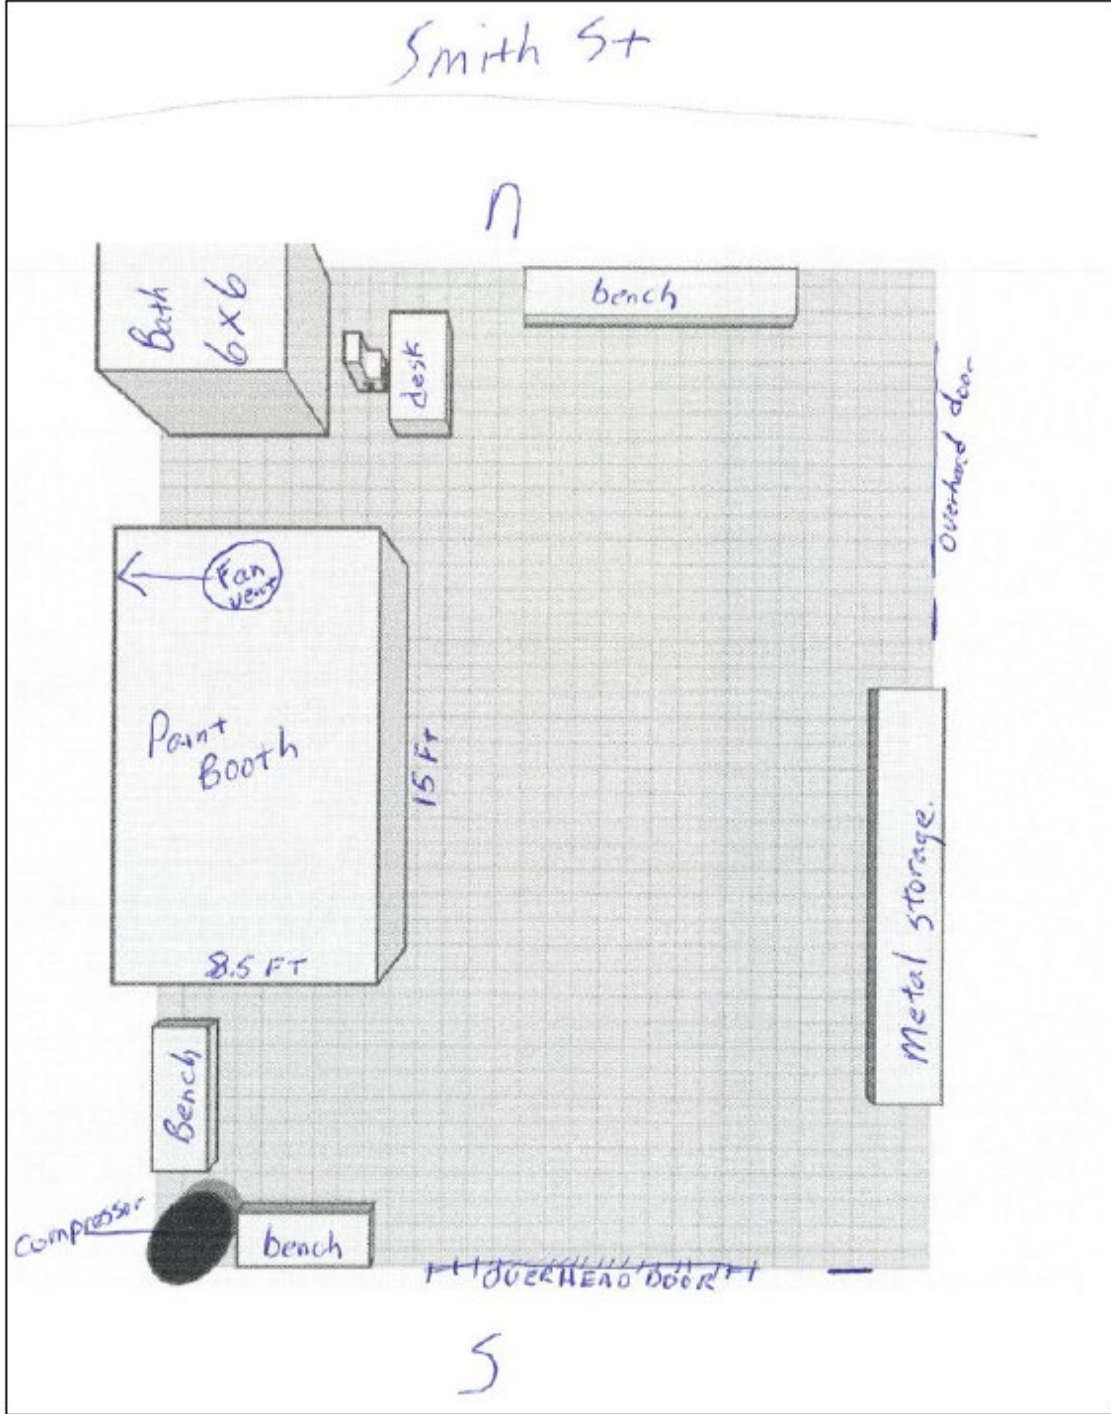 Smith St
n
Bath
6x6
desk
bench
Overhead door
Fan
vent
Paint
Booth
15 FT
8.5 FT
Metal storage.
Bench
compressor
bench
OVERHEAD DOOR
S